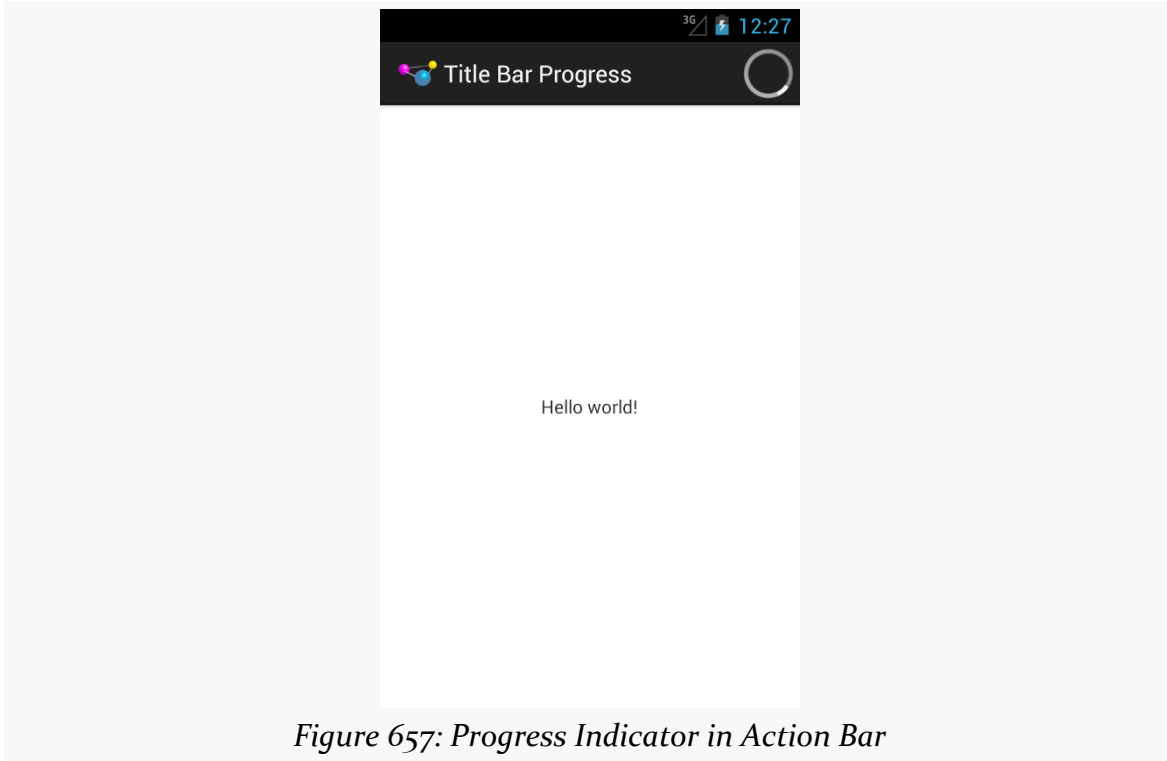 3G 12:27
Title Bar Progress
Hello world!
Figure 657: Progress Indicator in Action Bar